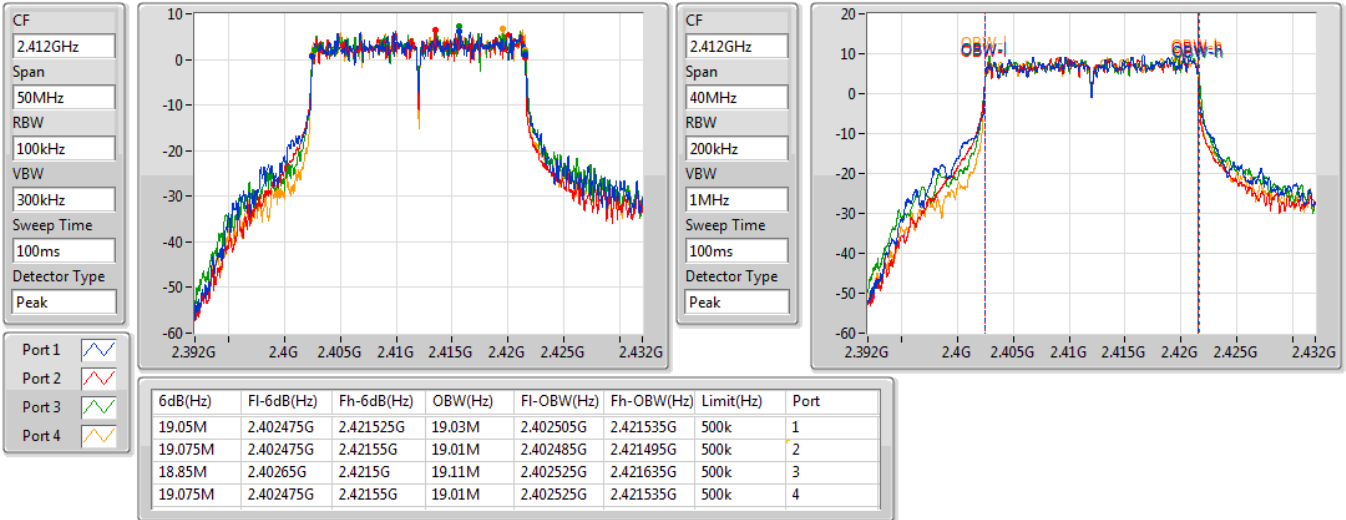 CF
2.412GHz
Span
50MHz
RBW
100kHz
VBW
300kHz
Sweep Time
100ms
Detector Type
Peak
10
0
-10
-20
-30
-40
-50
-60
2.392G 2.4G 2.405G 2.41G 2.415G 2.42G 2.425G 2.432G
CF
2.412GHz
Span
40MHz
RBW
200kHz
VBW
1MHz
Sweep Time
100ms
Detector Type
Peak
20
10
0
-10
-20
-30
-40
-50
-60
OBW-l OBW-h
2.392G 2.4G 2.405G 2.41G 2.415G 2.42G 2.425G 2.432G
Port 1
Port 2
Port 3
Port 4
6dB(Hz) Fl-6dB(Hz) Fh-6dB(Hz) OBW(Hz) Fl-OBW(Hz) Fh-OBW(Hz) Limit(Hz) Port
19.05M 2.402475G 2.421525G 19.03M 2.402505G 2.421535G 500k 1
19.075M 2.402475G 2.42155G 19.01M 2.402485G 2.421495G 500k 2
18.85M 2.40265G 2.4215G 19.11M 2.402525G 2.421635G 500k 3
19.075M 2.402475G 2.42155G 19.01M 2.402525G 2.421535G 500k 4